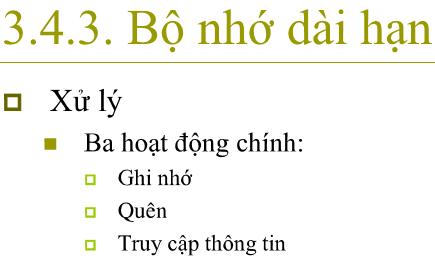 3.4.3. Bộ nhớ dài hạn
Xử lý
Ba hoạt động chính:
Ghi nhớ
Quên
Truy cập thông tin